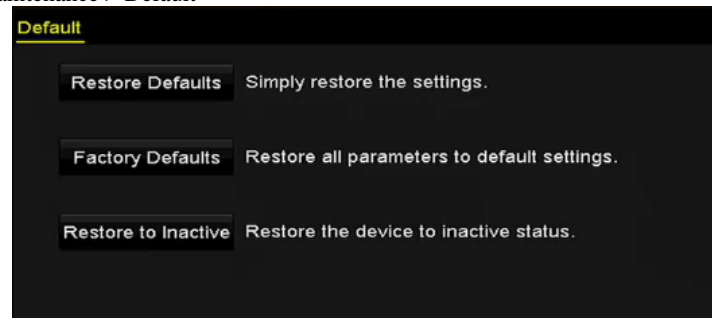 Default
Restore Defaults Simply restore the settings.
Factory Defaults Restore all parameters to default settings.
Restore to Inactive Restore the device to inactive status.